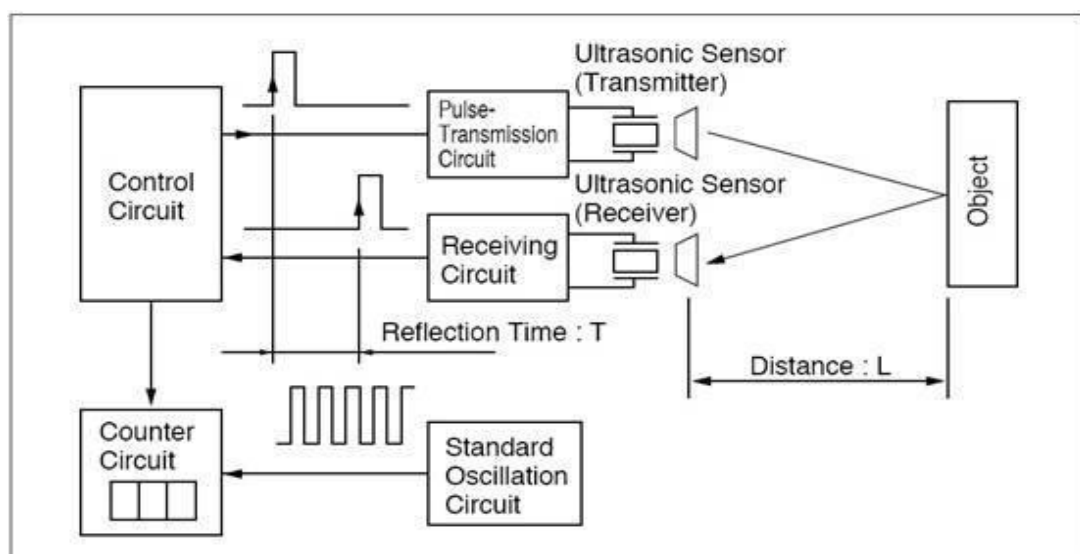 Control
Circuit
Pulse-
Transmission
Circuit
Ultrasonic Sensor
(Transmitter)
Ultrasonic Sensor
(Receiver)
Receiving
Circuit
Object
Reflection Time : T
Distance : L
Counter
Circuit
Standard
Oscillation
Circuit